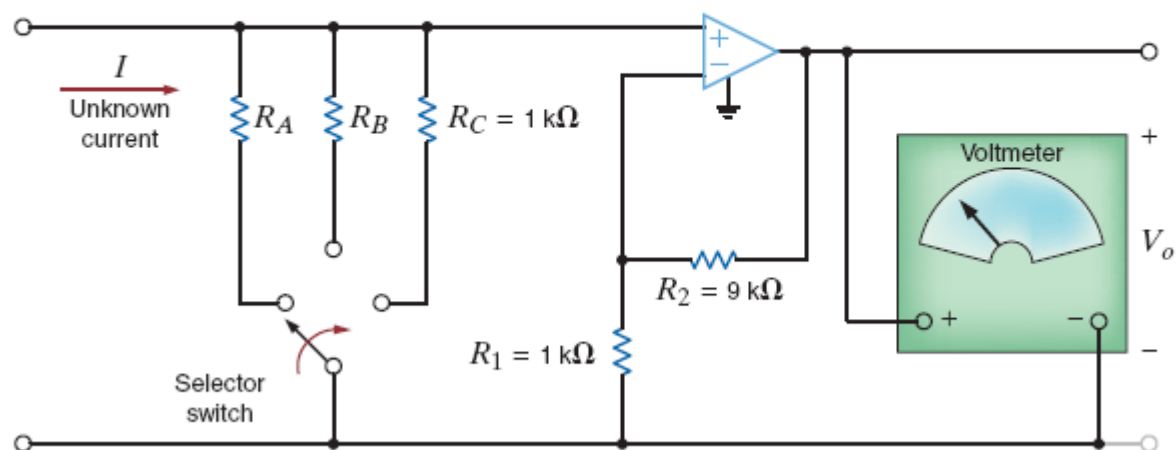 I
Unknown
current
R_A
R_B
R_C = 1 kΩ
+
−
Voltmeter
+
V_o
−
R_2 = 9 kΩ
+
−
R_1 = 1 kΩ
Selector
switch